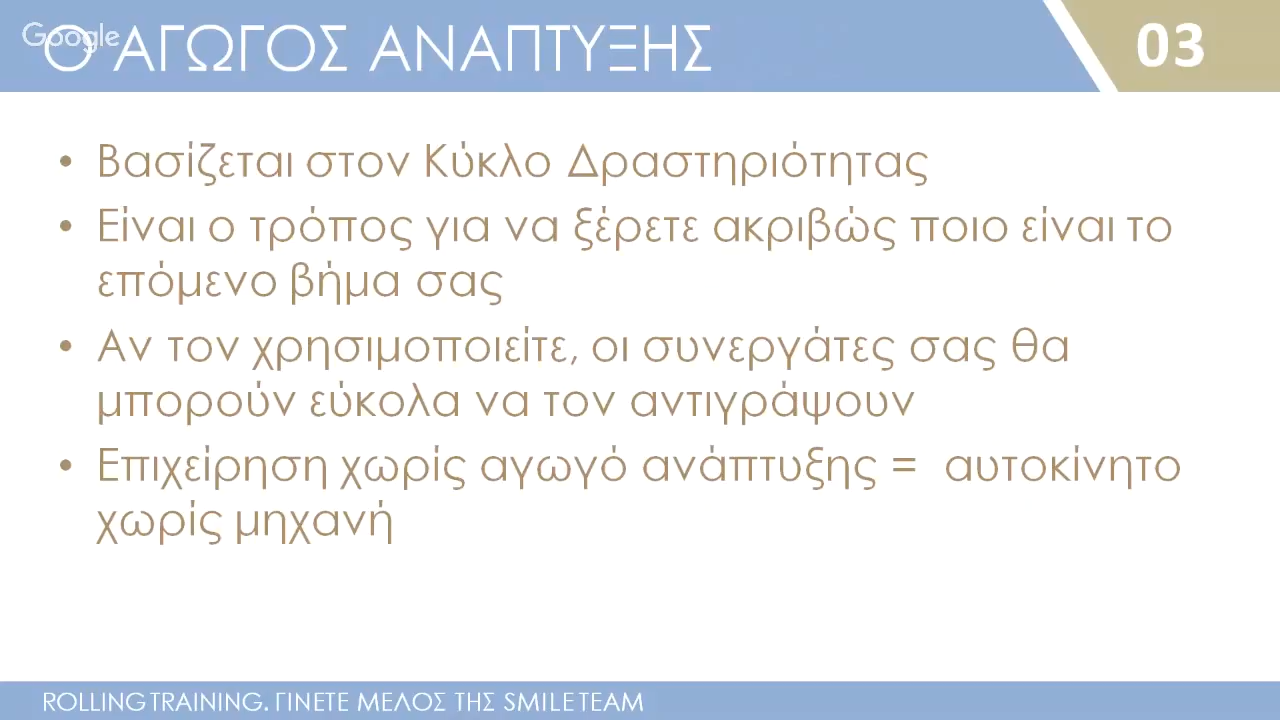 Google
Ο ΑΓΩΓΟΣ ΑΝΑΠΤΥΞΗΣ
03
• Βασίζεται στον Κύκλο Δραστηριότητας
• Είναι ο τρόπος για να ξέρετε ακριβώς ποιο είναι το
επόμενο βήμα σας
• Αν τον χρησιμοποιείτε, οι συνεργάτες σας θα
μπορούν εύκολα να τον αντιγράψουν
• Επιχείρηση χωρίς αγωγό ανάπτυξης = αυτοκίνητο
χωρίς μηχανή
ROLLING TRAINING. ΓΙΝΕΤΕ ΜΕΛΟΣ ΤΗΣ SMILE TEAM